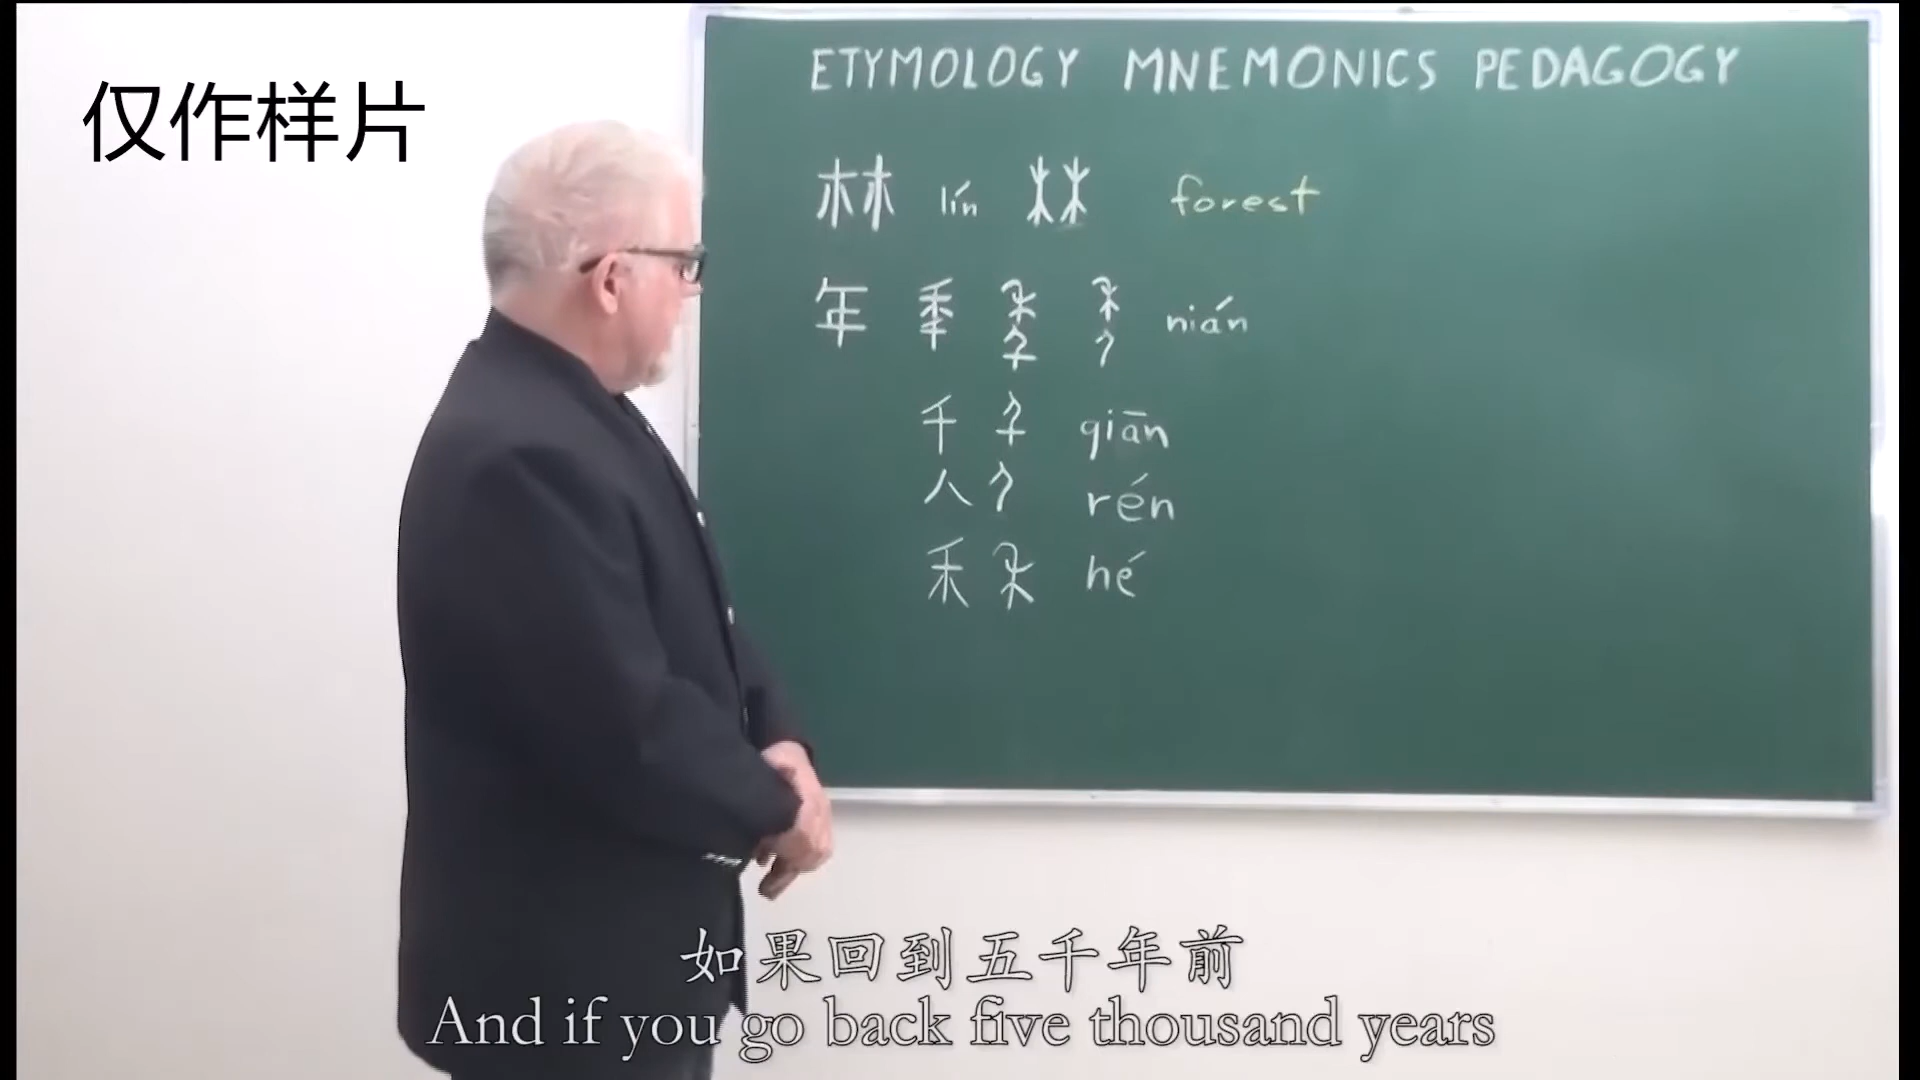 仅作样片
ETYMOLOGY MNEMONICS PEDAGOGY
林 lín forest
年 秊 nián
千 qiān
人 rén
禾 hé
如果回到五千年前
And if you go back five thousand years